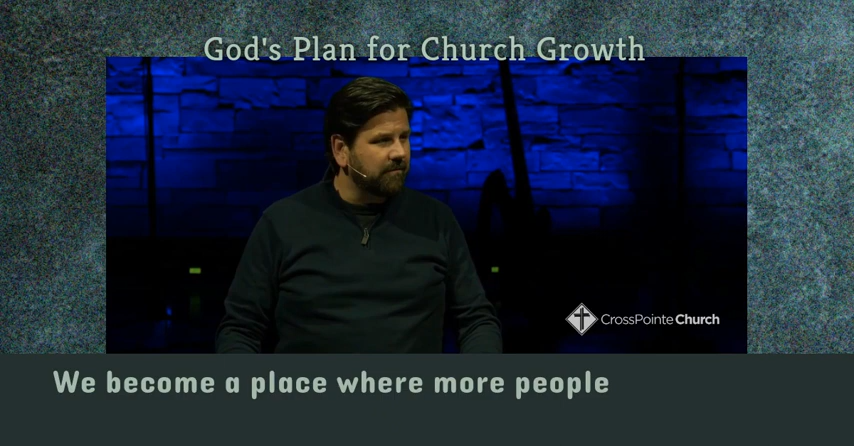 God's Plan for Church Growth
CrossPointe Church
We become a place where more people